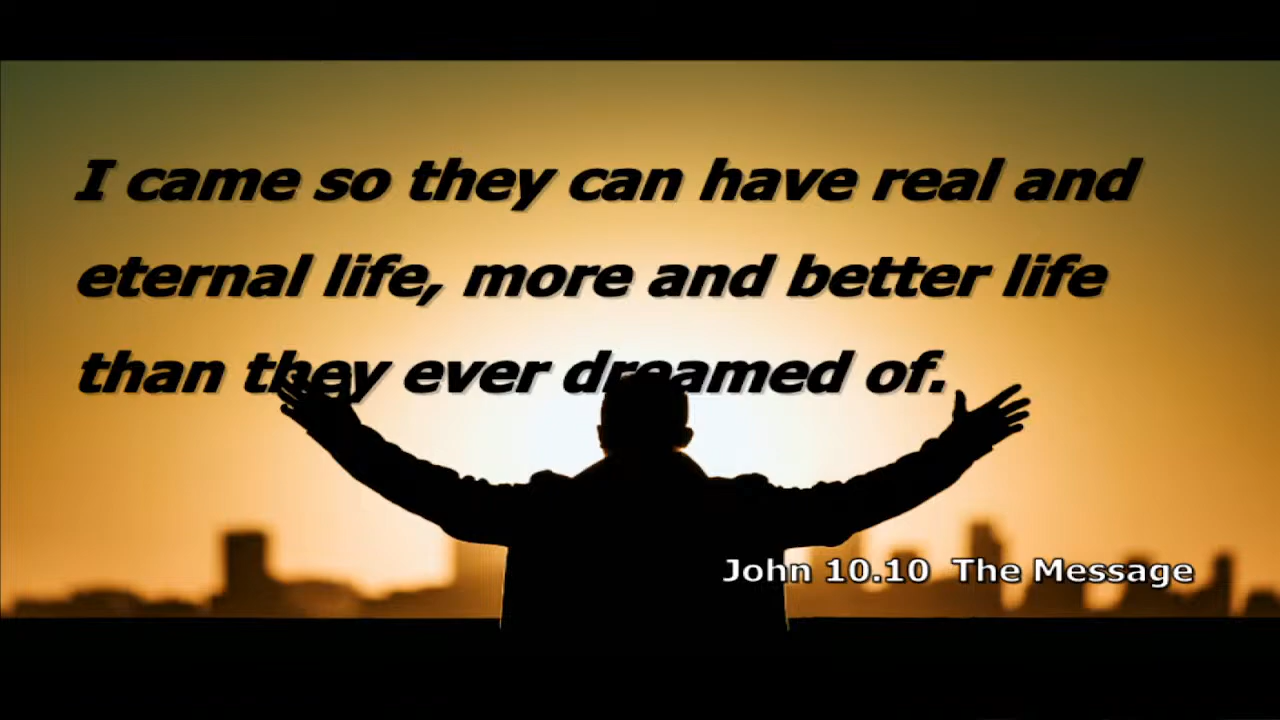 I came so they can have real and
eternal life, more and better life
than they ever dreamed of.
John 10.10 The Message